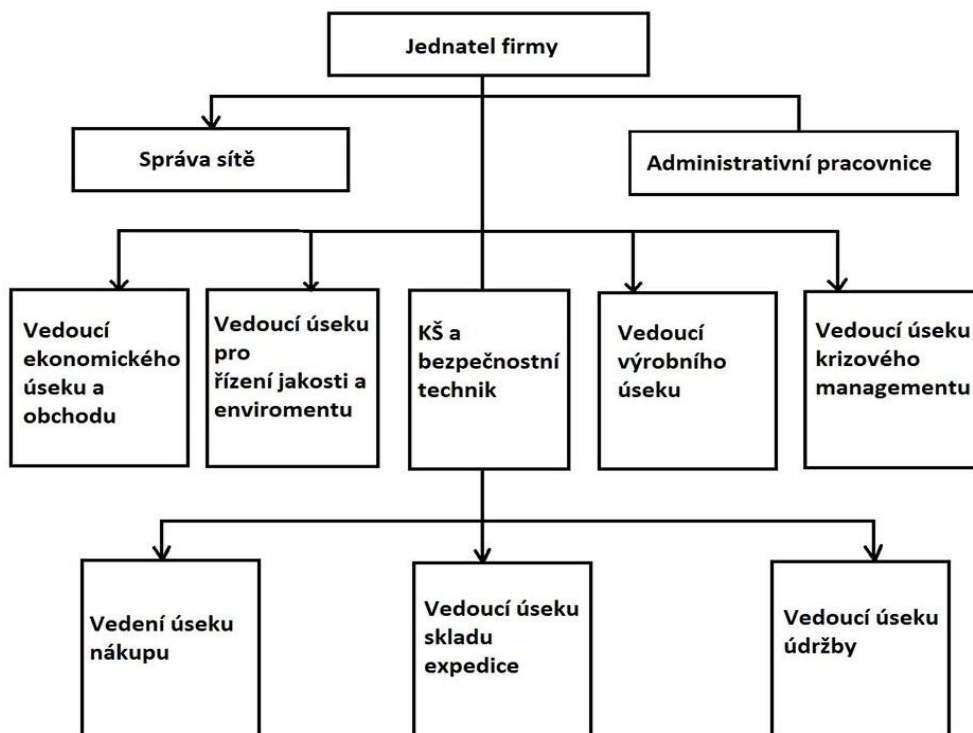 Jednatel firmy
Správa sítě
Administrativní pracovnice
Vedoucí
ekonomického
úseku a
obchodu
Vedoucí úseku
pro
řízení jakosti a
enviromentu
KŠ a
bezpečnostní
technik
Vedoucí
výrobního
úseku
Vedoucí úseku
krizového
managementu
Vedení úseku
nákupu
Vedoucí úseku
skladu
expedice
Vedoucí úseku
údržby